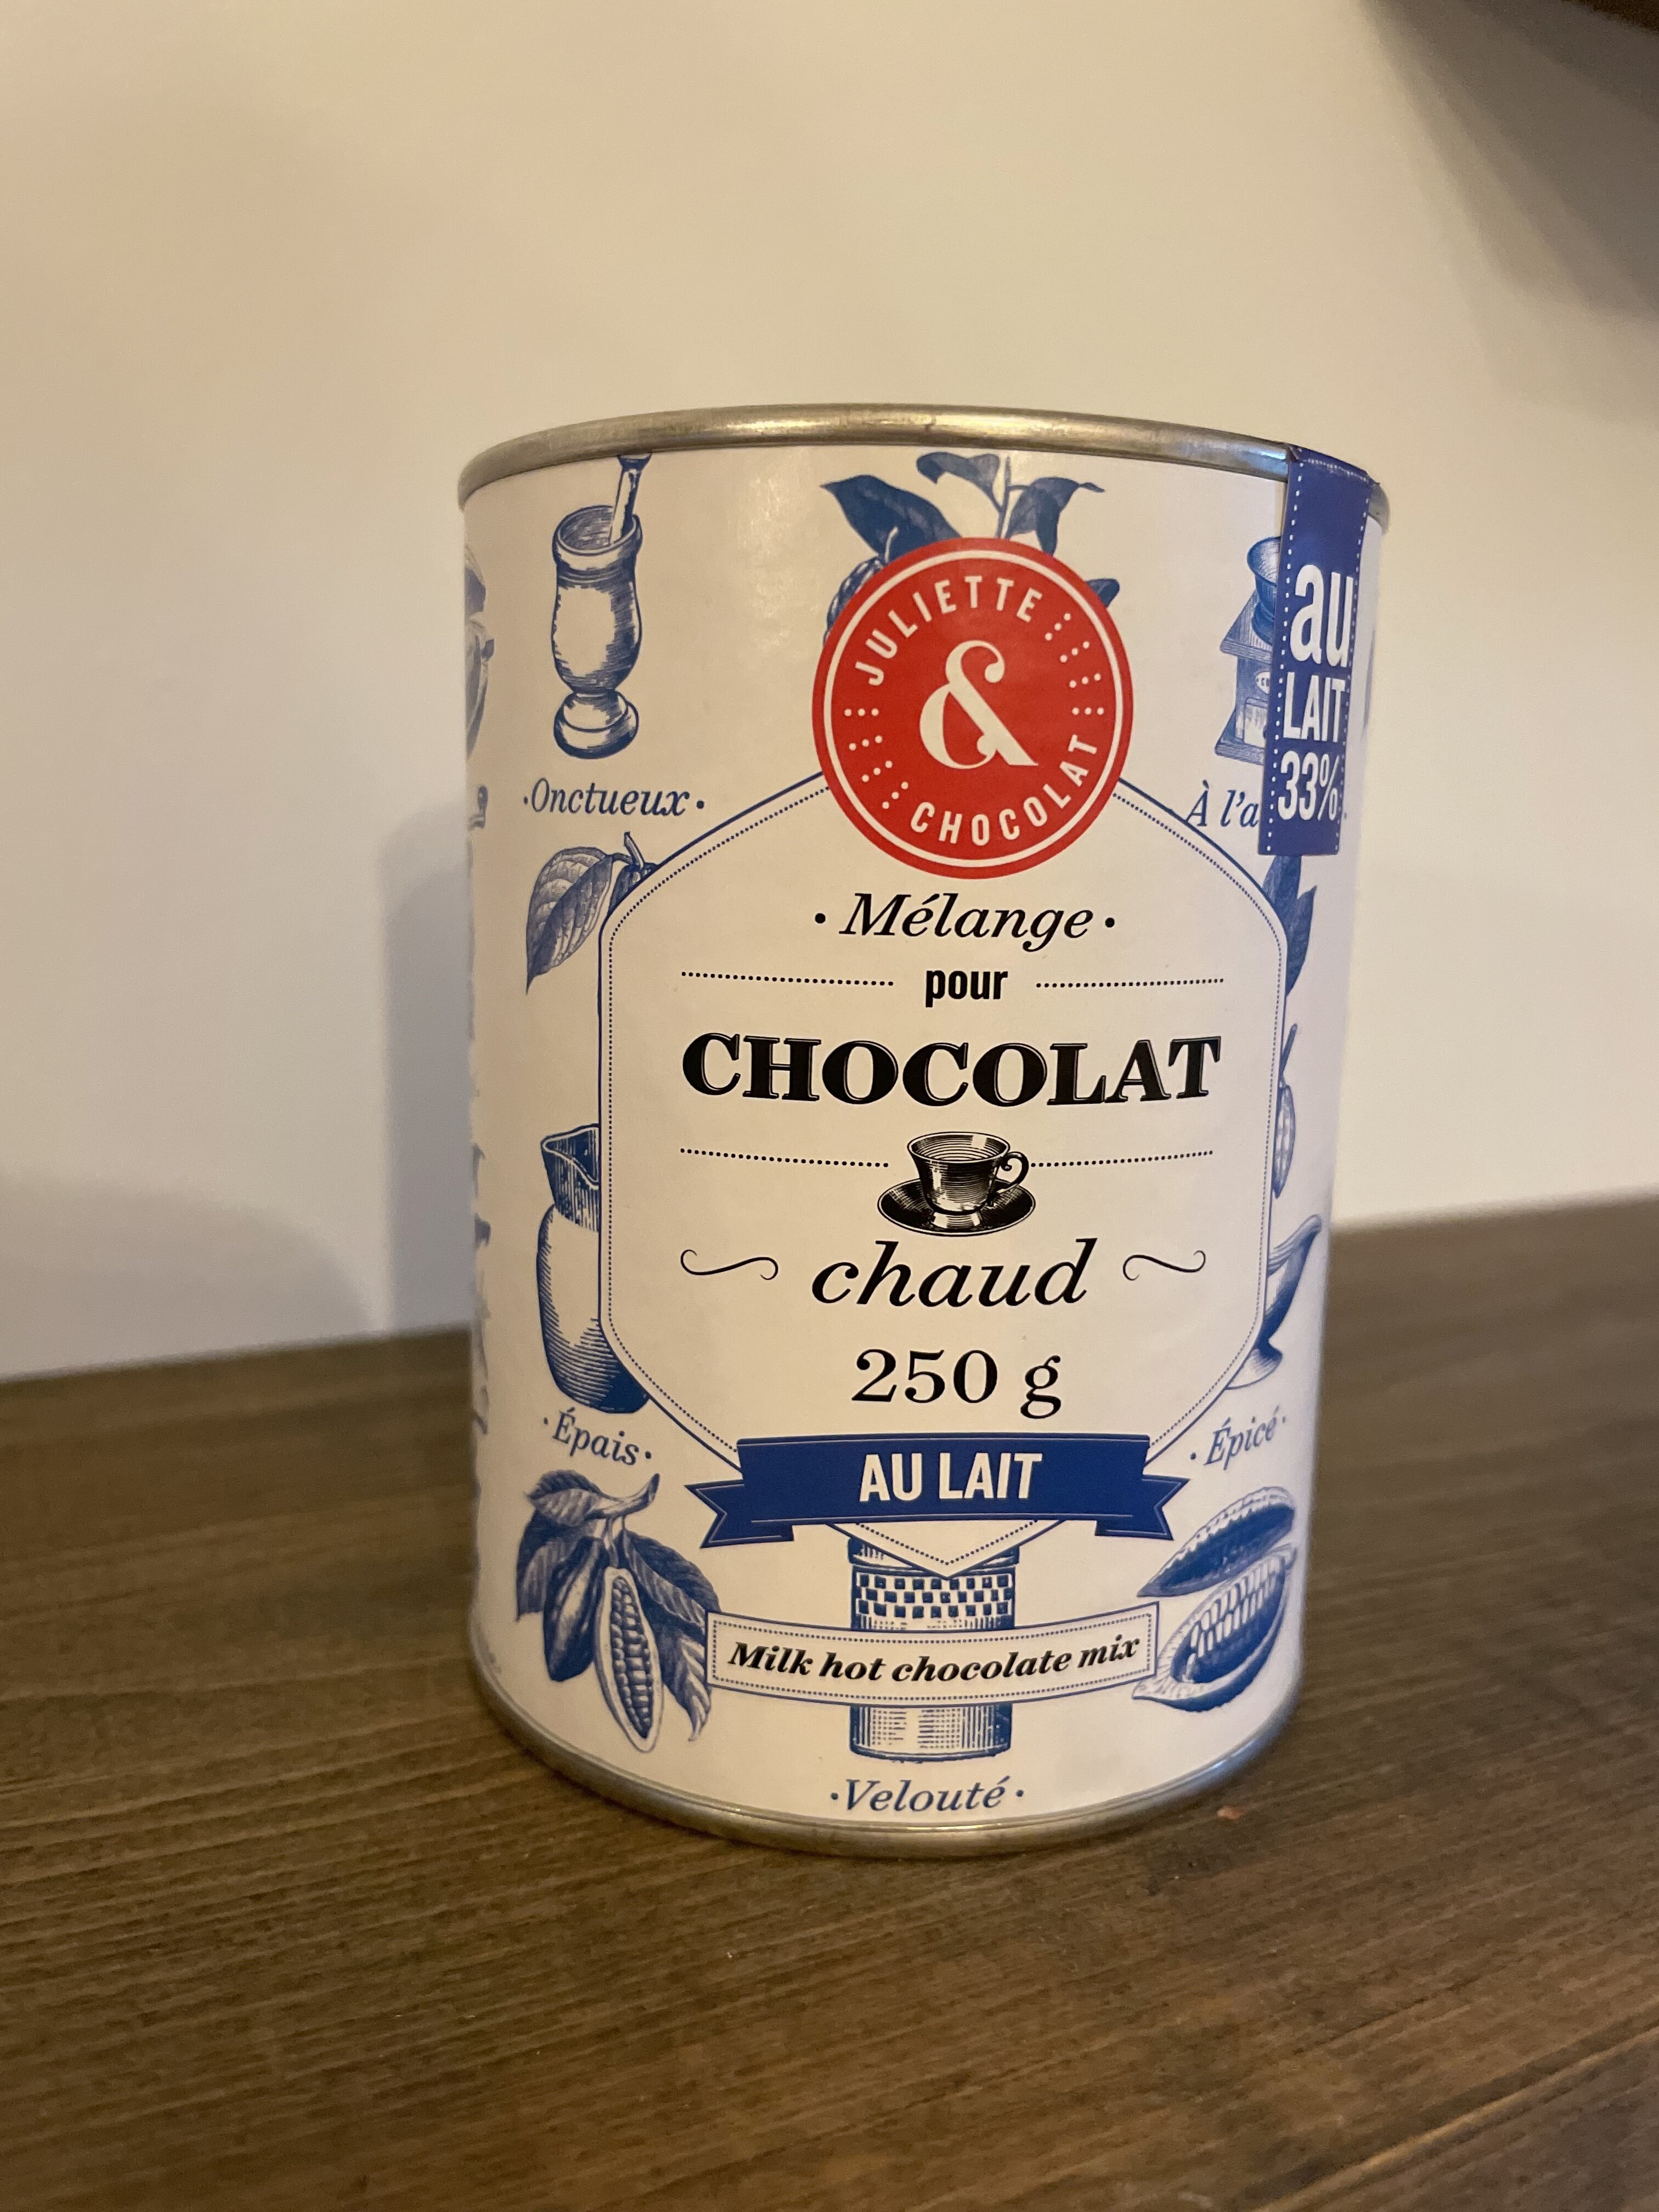 JULIETTE
&
CHOCOLAT
au
LAIT
33%
·Onctueux·
À l'a
·Mélange·
pour
CHOCOLAT
chaud
250 g
·Épais·
·Épicé·
AU LAIT
Milk hot chocolate mix
·Velouté·